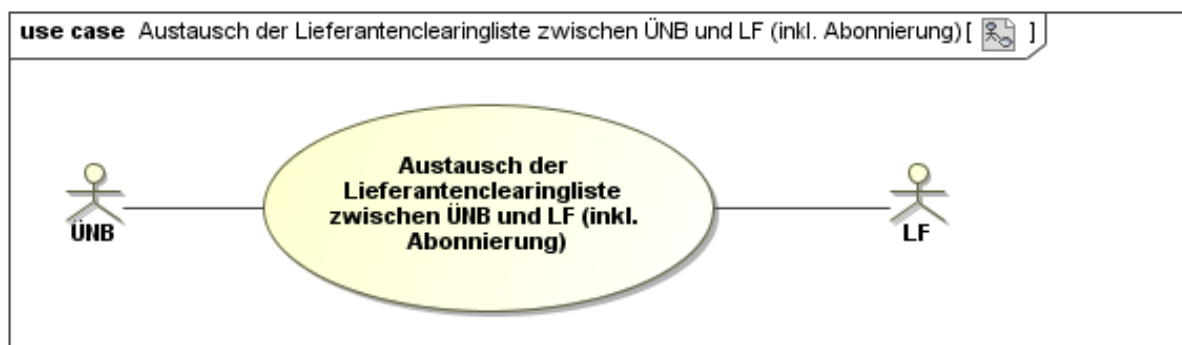 use case Austausch der Lieferantenclearingliste zwischen ÜNB und LF (inkl. Abonnierung) [ ]
Austausch der
Lieferantenclearingliste
zwischen ÜNB und LF (inkl.
Abonnierung)
ÜNB
LF